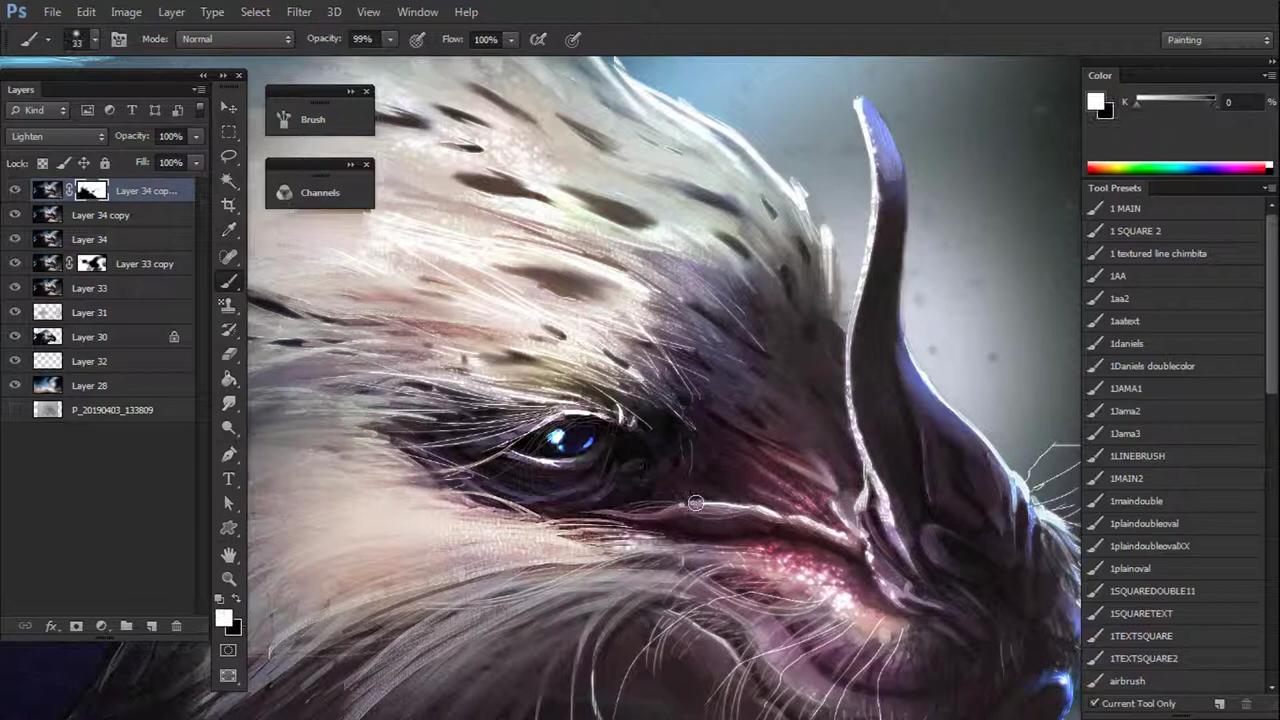 Ps File Edit Image Layer Type Select Filter 3D View Window Help
33 Mode: Normal Opacity: 99% Flow: 100% Painting
Layers
Kind
Lighten Opacity: 100%
Lock: Fill: 100%
Layer 34 cop...
Layer 34 copy
Layer 34
Layer 33 copy
Layer 33
Layer 31
Layer 30
Layer 32
Layer 28
P_20190403_133809
fx
T
Brush
Channels
Color
K 0 %
Tool Presets
1 MAIN
1 SQUARE 2
1 textured line chimbita
1AA
1aa2
1aatext
1daniels
1Daniels doublecolor
1JAMA1
1Jama2
1Jama3
1LINEBRUSH
1MAIN2
1maindouble
1plaindoubleoval
1plaindoubleovalXX
1plainoval
1SQUAREDOUBLE11
1SQUARETEXT
1TEXTSQUARE
1TEXTSQUARE2
airbrush
Current Tool Only